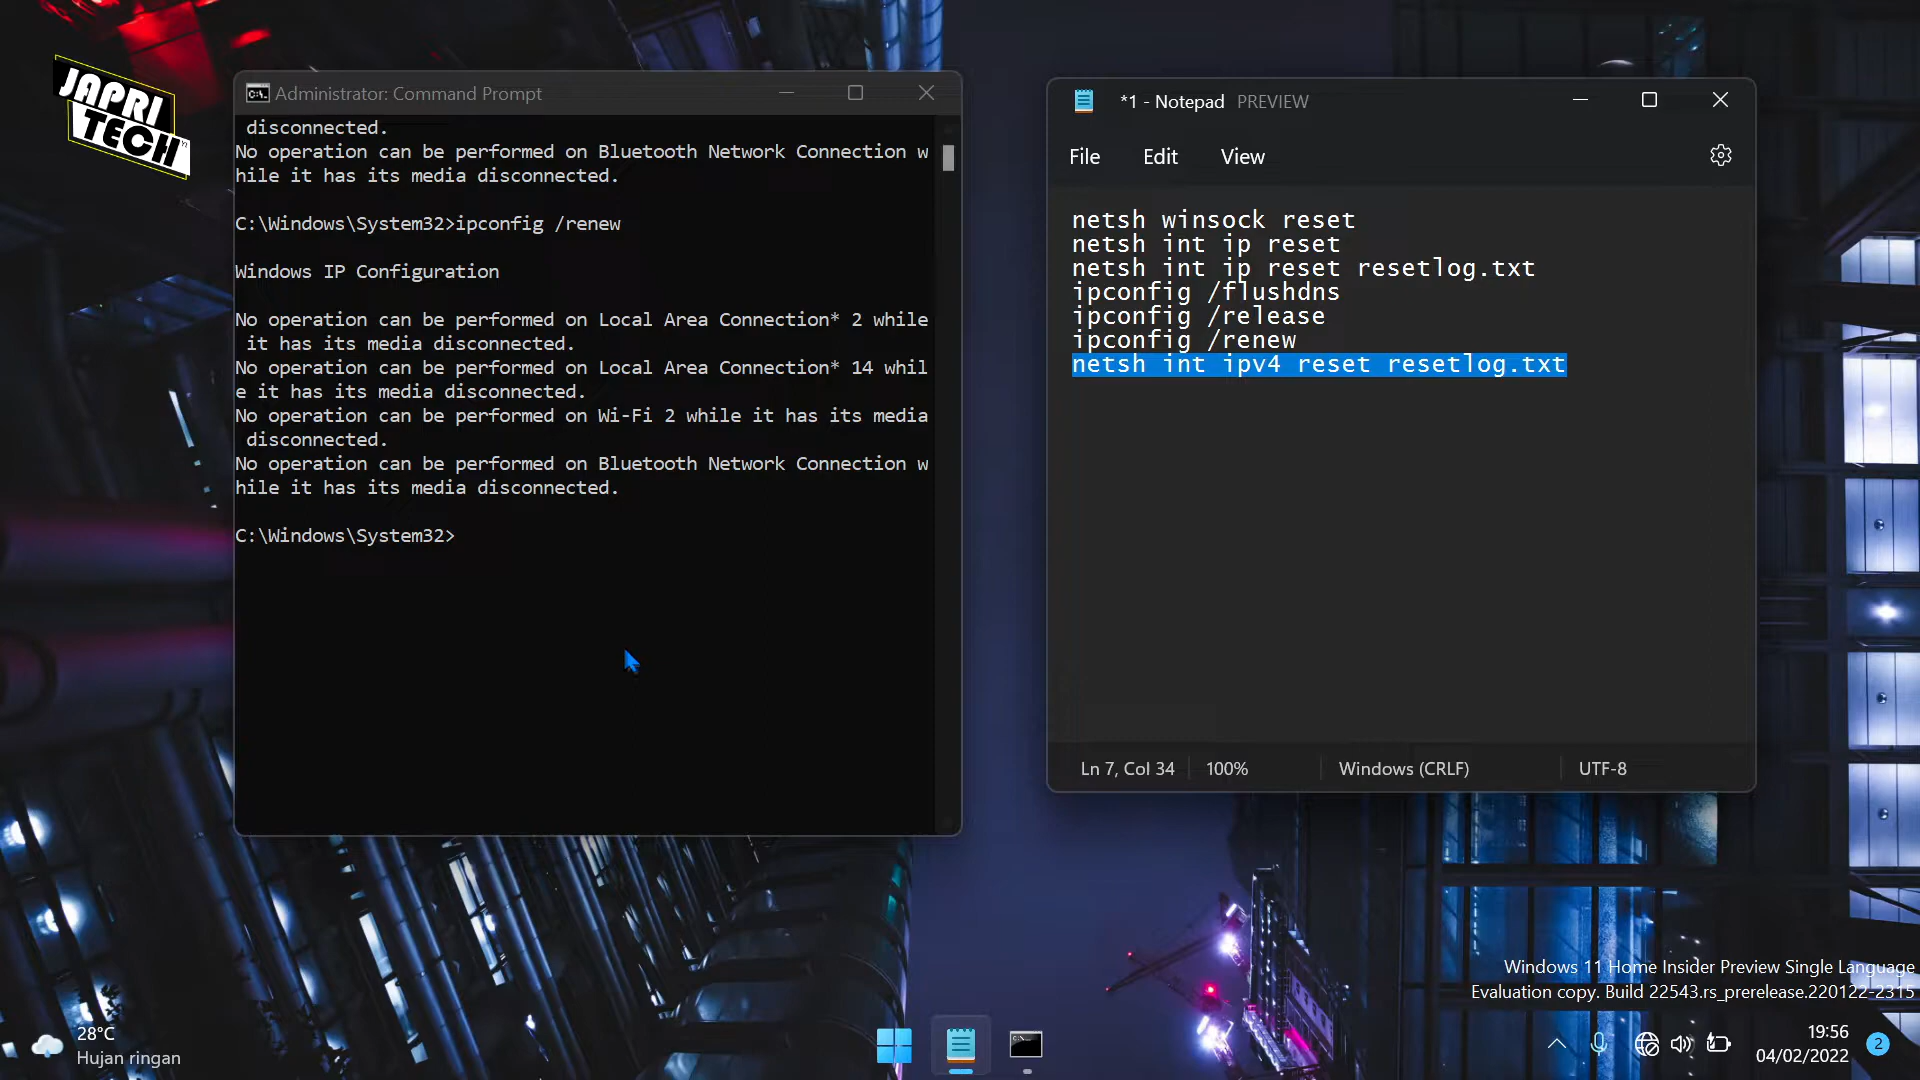 JAPRI
TECH
YT
Administrator: Command Prompt
disconnected.
No operation can be performed on Bluetooth Network Connection w
hile it has its media disconnected.
C:\Windows\System32>ipconfig /renew
Windows IP Configuration
No operation can be performed on Local Area Connection* 2 while
it has its media disconnected.
No operation can be performed on Local Area Connection* 14 whil
e it has its media disconnected.
No operation can be performed on Wi-Fi 2 while it has its media
disconnected.
No operation can be performed on Bluetooth Network Connection w
hile it has its media disconnected.
C:\Windows\System32>
*1 - Notepad PREVIEW
File Edit View
netsh winsock reset
netsh int ip reset
netsh int ip reset resetlog.txt
ipconfig /flushdns
ipconfig /release
ipconfig /renew
netsh int ipv4 reset resetlog.txt
Ln 7, Col 34 100% Windows (CRLF) UTF-8
Windows 11 Home Insider Preview Single Language
Evaluation copy. Build 22543.rs_prerelease.220122-2315
28°C
Hujan ringan
19:56
04/02/2022
2